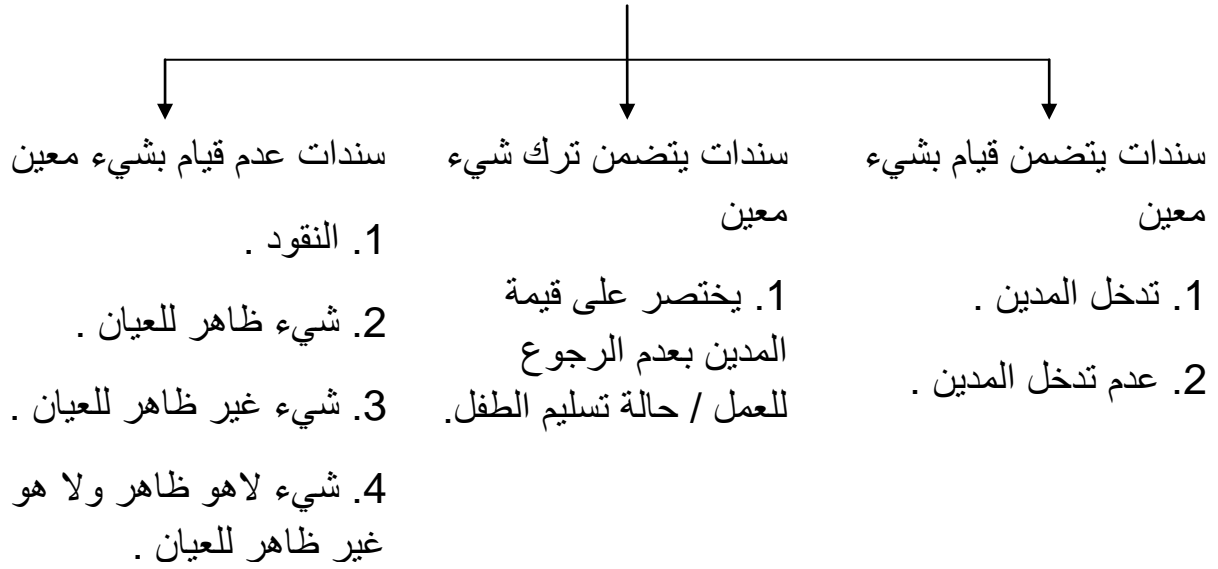 سندات يتضمن قيام بشيء
معين
1. تدخل المدين .
2. عدم تدخل المدين .
سندات يتضمن ترك شيء
معين
1. يختصر على قيمة
المدين بعدم الرجوع
للعمل / حالة تسليم الطفل.
سندات عدم قيام بشيء معين
1. النقود .
2. شيء ظاهر للعيان .
3. شيء غير ظاهر للعيان .
4. شيء لاهو ظاهر ولا هو
غير ظاهر للعيان .